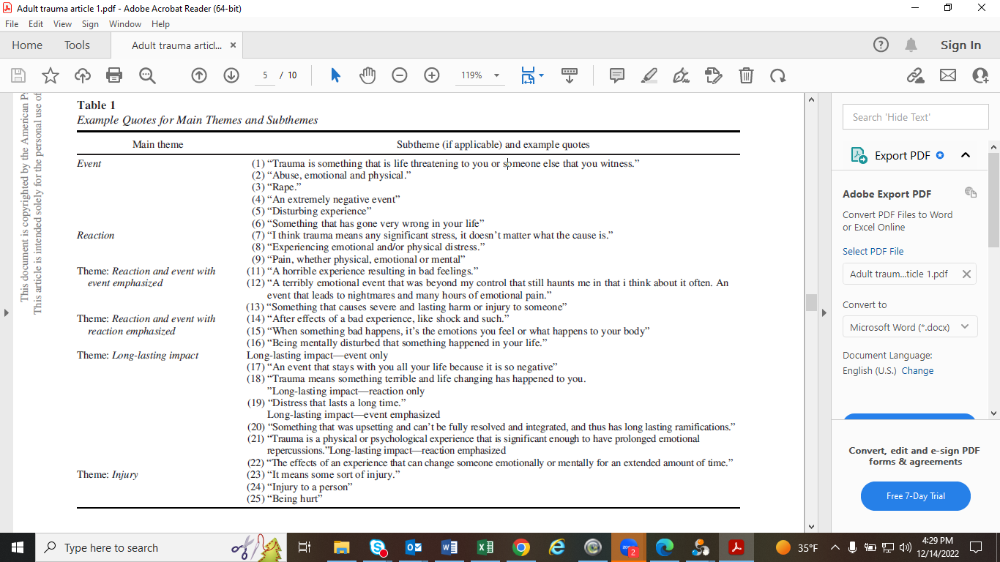 Adult trauma article 1.pdf - Adobe Acrobat Reader (64-bit)
File Edit View Sign Window Help
Home Tools Adult trauma articl... × Sign In
5 / 10 119%
This document is copyrighted by the American Ps
This article is intended solely for the personal use of
Table 1
Example Quotes for Main Themes and Subthemes
Main theme Subtheme (if applicable) and example quotes
Event (1) “Trauma is something that is life threatening to you or someone else that you witness.”
(2) “Abuse, emotional and physical.”
(3) “Rape.”
(4) “An extremely negative event”
(5) “Disturbing experience”
(6) “Something that has gone very wrong in your life”
Reaction (7) “I think trauma means any significant stress, it doesn’t matter what the cause is.”
(8) “Experiencing emotional and/or physical distress.”
(9) “Pain, whether physical, emotional or mental”
Theme: Reaction and event with (11) “A horrible experience resulting in bad feelings.”
event emphasized (12) “A terribly emotional event that was beyond my control that still haunts me in that i think about it often. An
event that leads to nightmares and many hours of emotional pain.”
(13) “Something that causes severe and lasting harm or injury to someone”
Theme: Reaction and event with (14) “After effects of a bad experience, like shock and such.”
reaction emphasized (15) “When something bad happens, it’s the emotions you feel or what happens to your body”
(16) “Being mentally disturbed that something happened in your life.”
Theme: Long-lasting impact Long-lasting impact—event only
(17) “An event that stays with you all your life because it is so negative”
(18) “Trauma means something terrible and life changing has happened to you.
”Long-lasting impact—reaction only
(19) “Distress that lasts a long time.”
Long-lasting impact—event emphasized
(20) “Something that was upsetting and can’t be fully resolved and integrated, and thus has long lasting ramifications.”
(21) “Trauma is a physical or psychological experience that is significant enough to have prolonged emotional
repercussions.”Long-lasting impact—reaction emphasized
(22) “The effects of an experience that can change someone emotionally or mentally for an extended amount of time.”
Theme: Injury (23) “It means some sort of injury.”
(24) “Injury to a person”
(25) “Being hurt”
Search 'Hide Text'
Export PDF
Adobe Export PDF
Convert PDF Files to Word
or Excel Online
Select PDF File
Adult traum...ticle 1.pdf
Convert to
Microsoft Word (*.docx)
Document Language:
English (U.S.) Change
Convert, edit and e-sign PDF
forms & agreements
Free 7-Day Trial
Type here to search
zoom 2
35°F
4:29 PM
12/14/2022